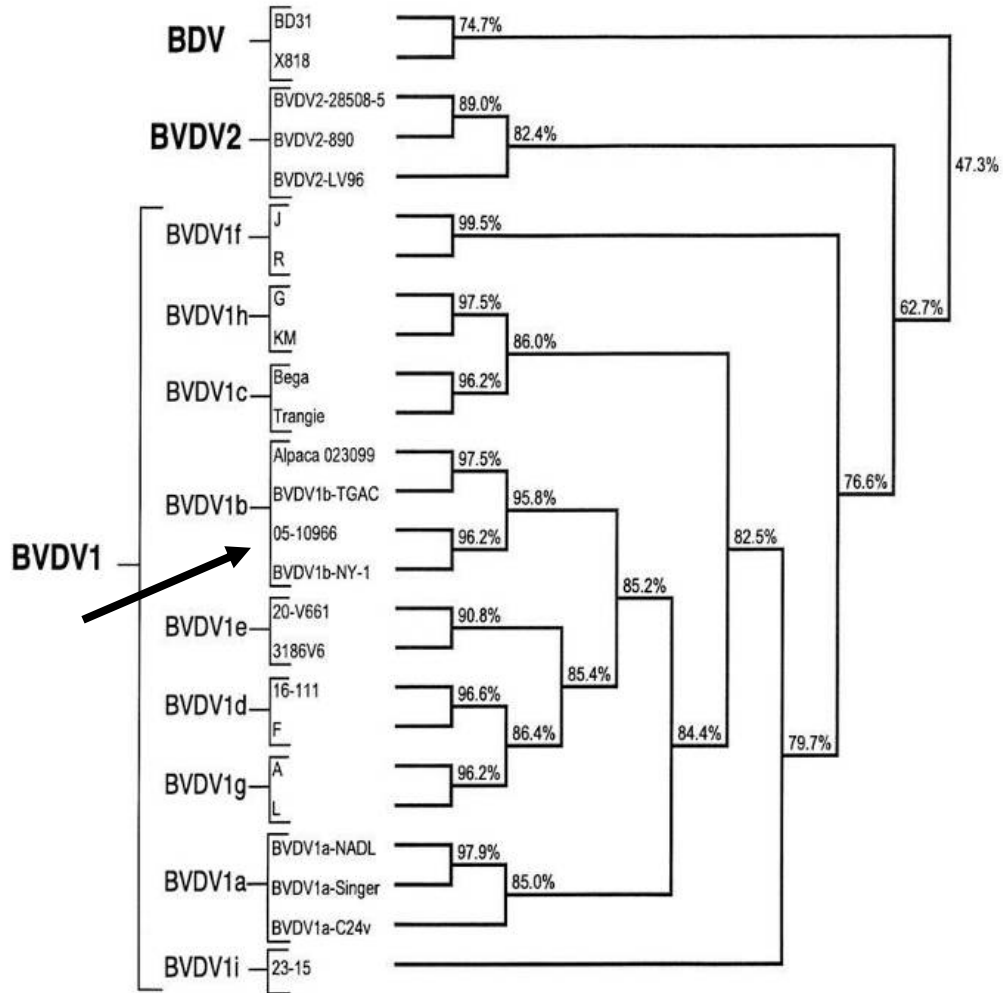 BDV
BD31
X818
74.7%
BVDV2
BVDV2-28508-5
BVDV2-890
BVDV2-LV96
89.0%
82.4%
47.3%
BVDV1f
J
R
99.5%
BVDV1h
G
KM
97.5%
62.7%
86.0%
BVDV1c
Bega
Trangie
96.2%
BVDV1b
Alpaca 023099
BVDV1b-TGAC
05-10966
BVDV1b-NY-1
97.5%
95.8%
96.2%
76.6%
82.5%
BVDV1
85.2%
BVDV1e
20-V661
3186V6
90.8%
85.4%
BVDV1d
16-111
F
96.6%
86.4%
84.4%
79.7%
BVDV1g
A
L
96.2%
BVDV1a
BVDV1a-NADL
BVDV1a-Singer
BVDV1a-C24v
97.9%
85.0%
BVDV1i
23-15